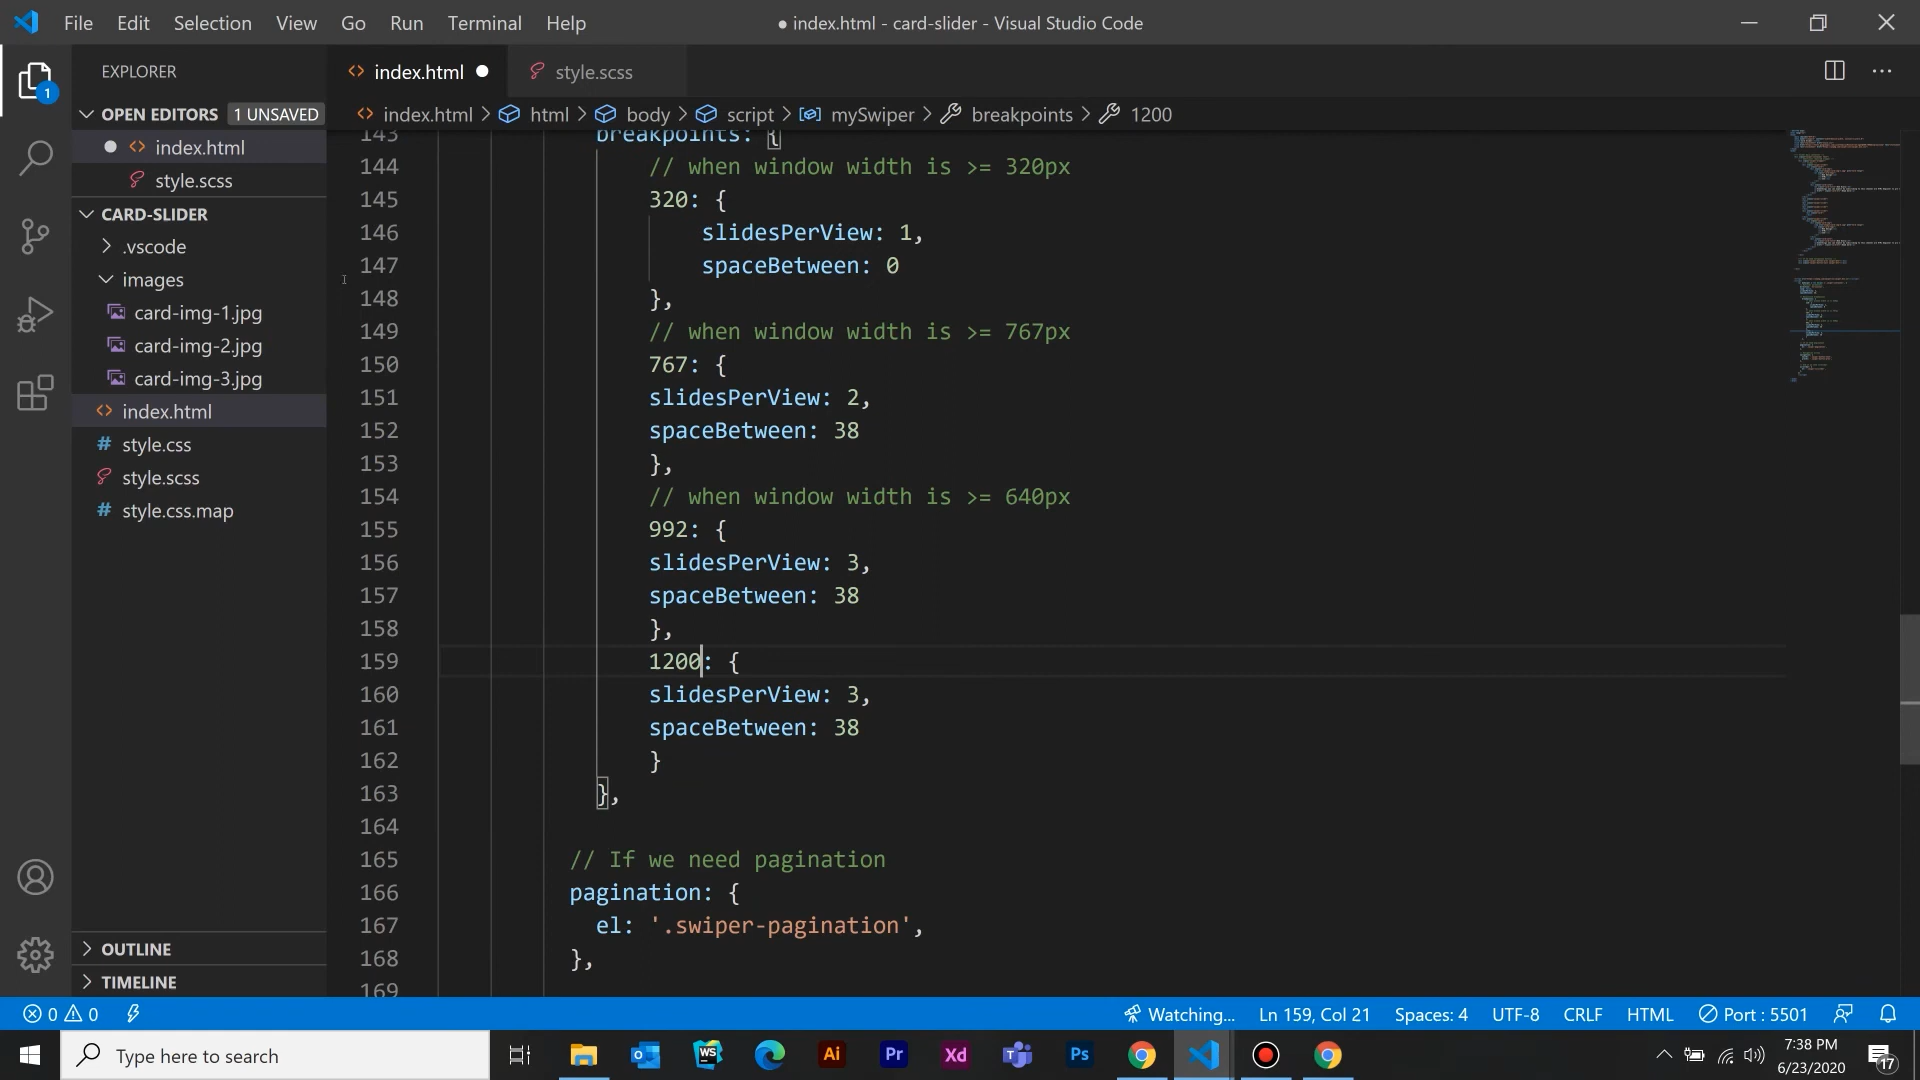 File Edit Selection View Go Run Terminal Help
● index.html - card-slider - Visual Studio Code
EXPLORER
OPEN EDITORS 1 UNSAVED
index.html
style.scss
CARD-SLIDER
.vscode
images
card-img-1.jpg
card-img-2.jpg
card-img-3.jpg
index.html
style.css
style.scss
style.css.map
OUTLINE
TIMELINE
1
index.html
style.scss
index.html > html > body > script > mySwiper > breakpoints > 1200
143 breakpoints: {
144 // when window width is >= 320px
145 320: {
146 slidesPerView: 1,
147 spaceBetween: 0
148 },
149 // when window width is >= 767px
150 767: {
151 slidesPerView: 2,
152 spaceBetween: 38
153 },
154 // when window width is >= 640px
155 992: {
156 slidesPerView: 3,
157 spaceBetween: 38
158 },
159 1200: {
160 slidesPerView: 3,
161 spaceBetween: 38
162 }
163 },
164
165 // If we need pagination
166 pagination: {
167 el: '.swiper-pagination',
168 },
169
0 0
Watching... Ln 159, Col 21 Spaces: 4 UTF-8 CRLF HTML Port : 5501
Type here to search
WS
Ai
Pr
Xd
Ps
7:38 PM
6/23/2020
17